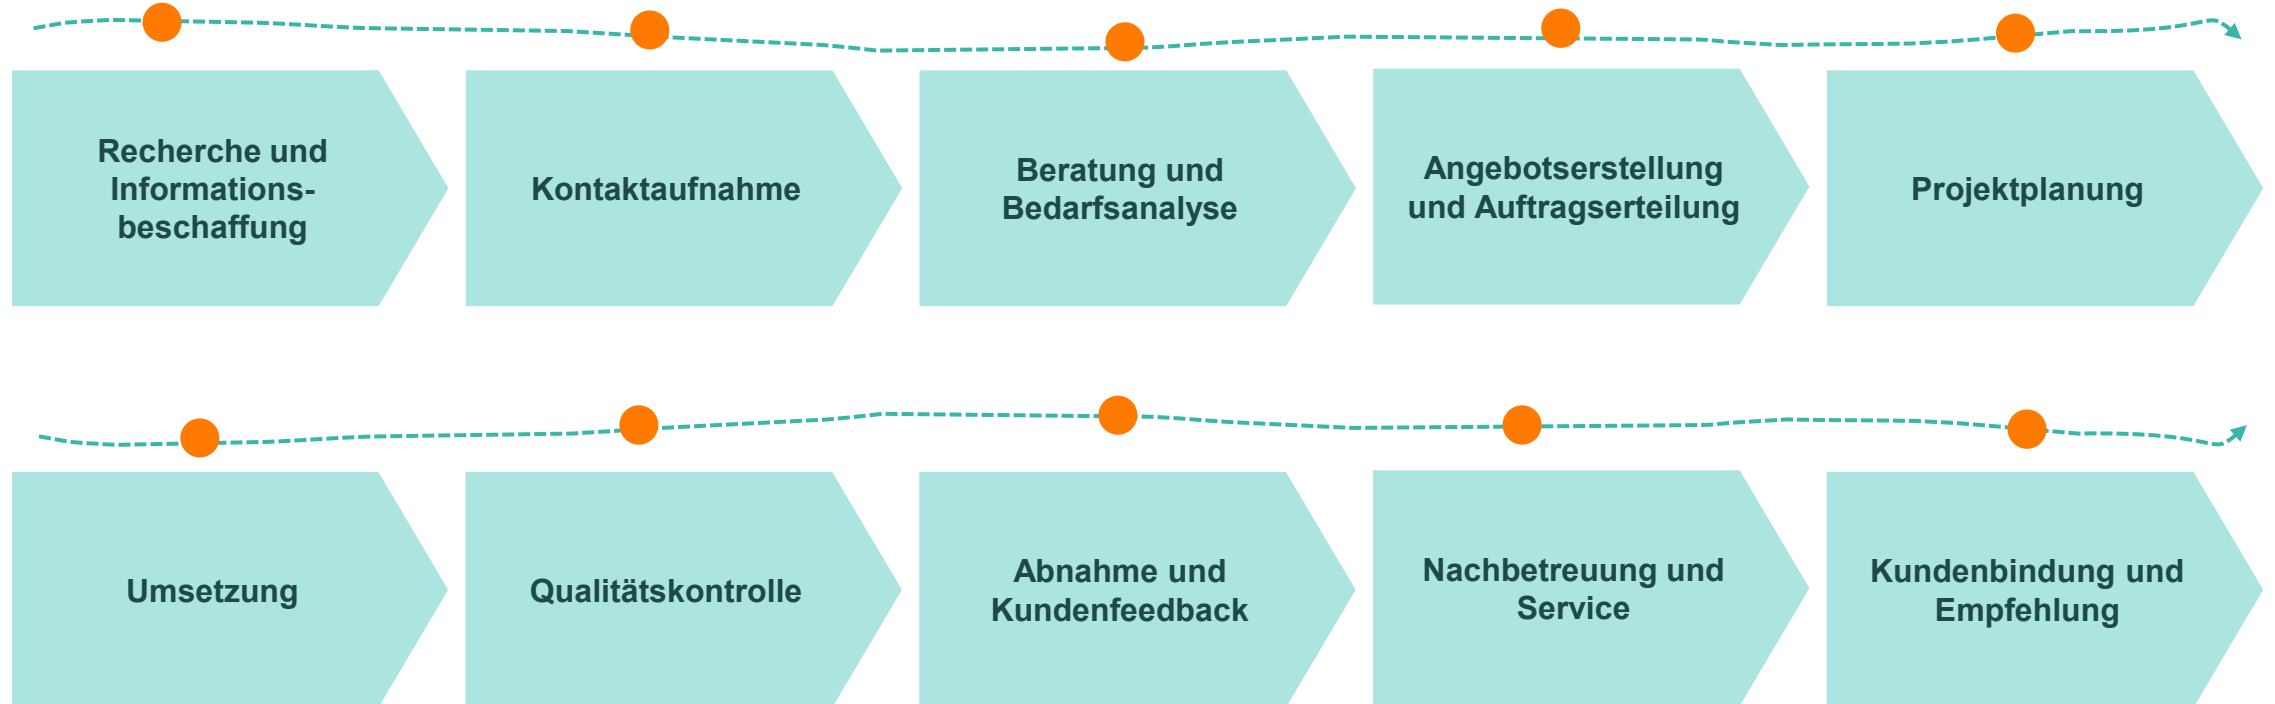 Recherche und
Informations-
beschaffung
Kontaktaufnahme
Beratung und
Bedarfsanalyse
Angebotserstellung
und Auftragserteilung
Projektplanung
Umsetzung
Qualitätskontrolle
Abnahme und
Kundenfeedback
Nachbetreuung und
Service
Kundenbindung und
Empfehlung